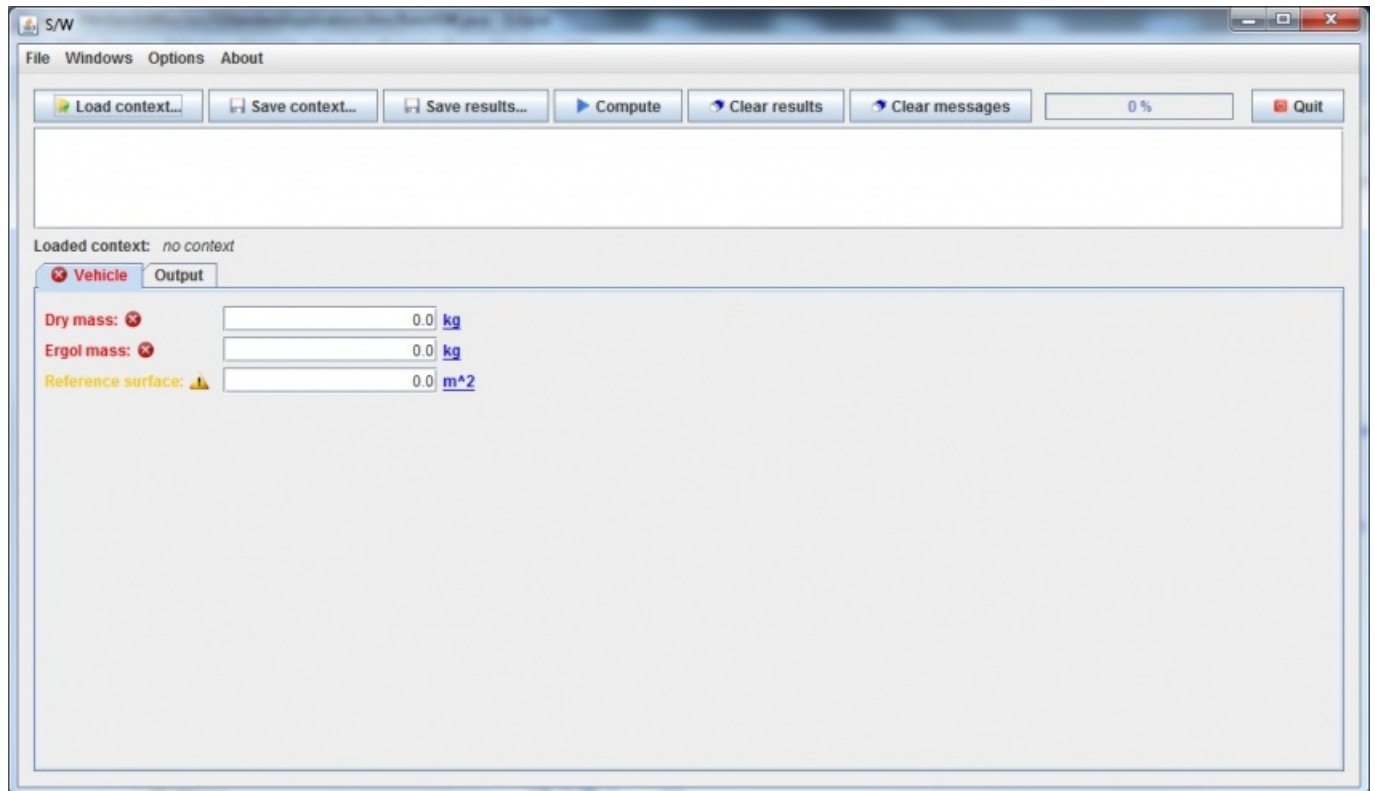 S/W
File Windows Options About
Load context... Save context... Save results... Compute Clear results Clear messages 0 % Quit
Loaded context: no context
Vehicle Output
Dry mass: 0.0 kg
Ergol mass: 0.0 kg
Reference surface: 0.0 m^2